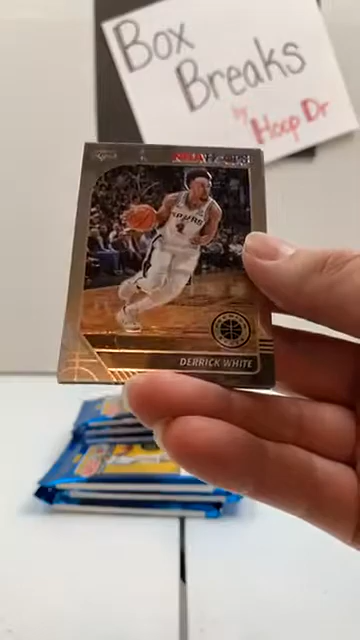 Box
Breaks
by
Hoop Dr
NBA HOOPS
SPURS
4
DERRICK WHITE